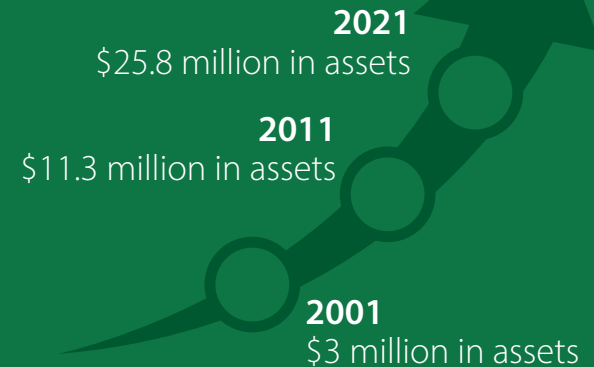 2021
$25.8 million in assets
2011
$11.3 million in assets
2001
$3 million in assets